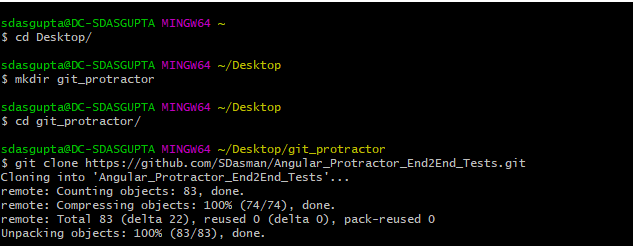 sdasgupta@DC-SDASGUPTA MINGW64 ~
$ cd Desktop/
sdasgupta@DC-SDASGUPTA MINGW64 ~/Desktop
$ mkdir git_protractor
sdasgupta@DC-SDASGUPTA MINGW64 ~/Desktop
$ cd git_protractor/
sdasgupta@DC-SDASGUPTA MINGW64 ~/Desktop/git_protractor
$ git clone https://github.com/SDasman/Angular_Protractor_End2End_Tests.git
Cloning into 'Angular_Protractor_End2End_Tests'...
remote: Counting objects: 83, done.
remote: Compressing objects: 100% (74/74), done.
remote: Total 83 (delta 22), reused 0 (delta 0), pack-reused 0
Unpacking objects: 100% (83/83), done.